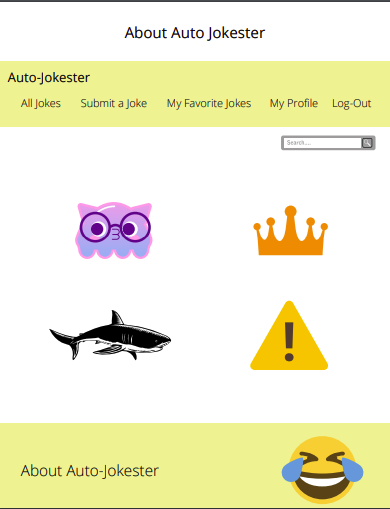 About Auto Jokester
Auto-Jokester
All Jokes Submit a Joke My Favorite Jokes My Profile Log-Out
Search....
About Auto-Jokester